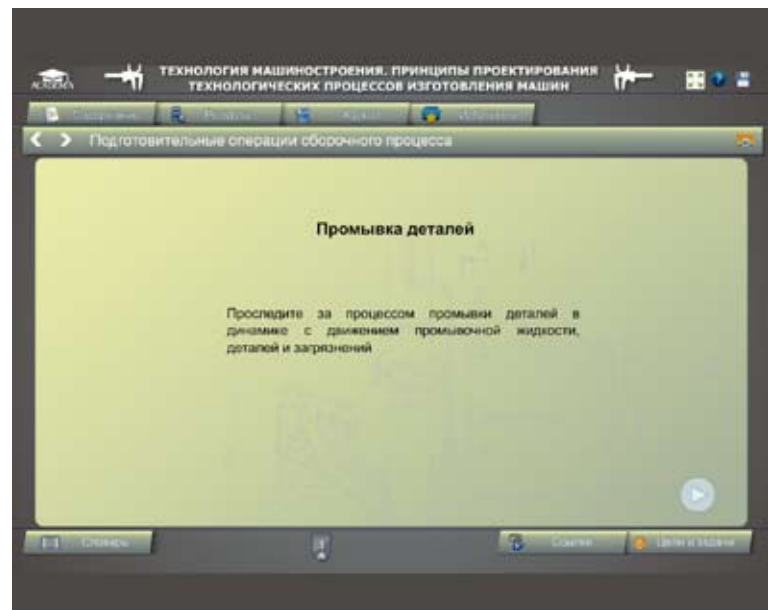 ТЕХНОЛОГИЯ МАШИНОСТРОЕНИЯ. ПРИНЦИПЫ ПРОЕКТИРОВАНИЯ
ТЕХНОЛОГИЧЕСКИХ ПРОЦЕССОВ ИЗГОТОВЛЕНИЯ МАШИН
ACADEMA
Подготовительные операции сборочного процесса
Промывка деталей
Проследите за процессом промывки деталей в
динамике с движением промывочной жидкости,
деталей и загрязнений
Словарь
Ссылки
Цели и задачи